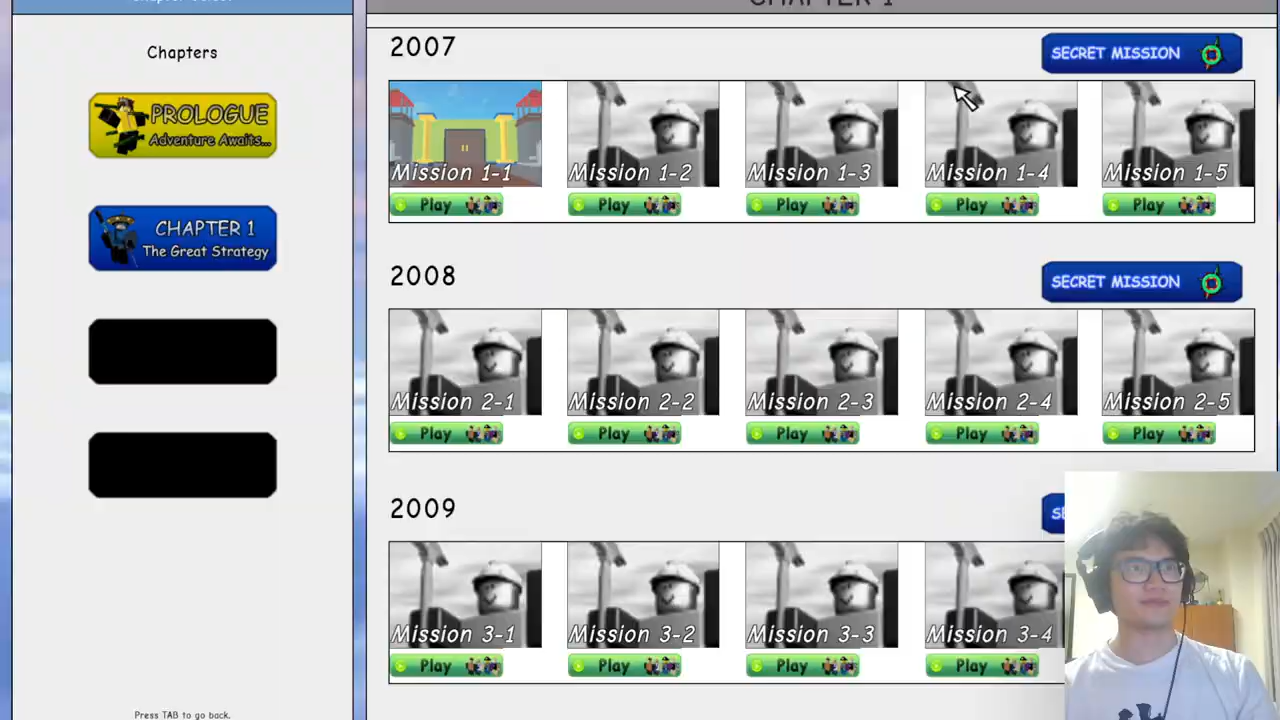 Chapter Select
CHAPTER 1
Chapters
PROLOGUE
Adventure Awaits...
CHAPTER 1
The Great Strategy
Press TAB to go back.
2007
SECRET MISSION
Mission 1-1
Mission 1-2
Mission 1-3
Mission 1-4
Mission 1-5
Play
Play
Play
Play
Play
2008
SECRET MISSION
Mission 2-1
Mission 2-2
Mission 2-3
Mission 2-4
Mission 2-5
Play
Play
Play
Play
Play
2009
Mission 3-1
Mission 3-2
Mission 3-3
Mission 3-4
Play
Play
Play
Play